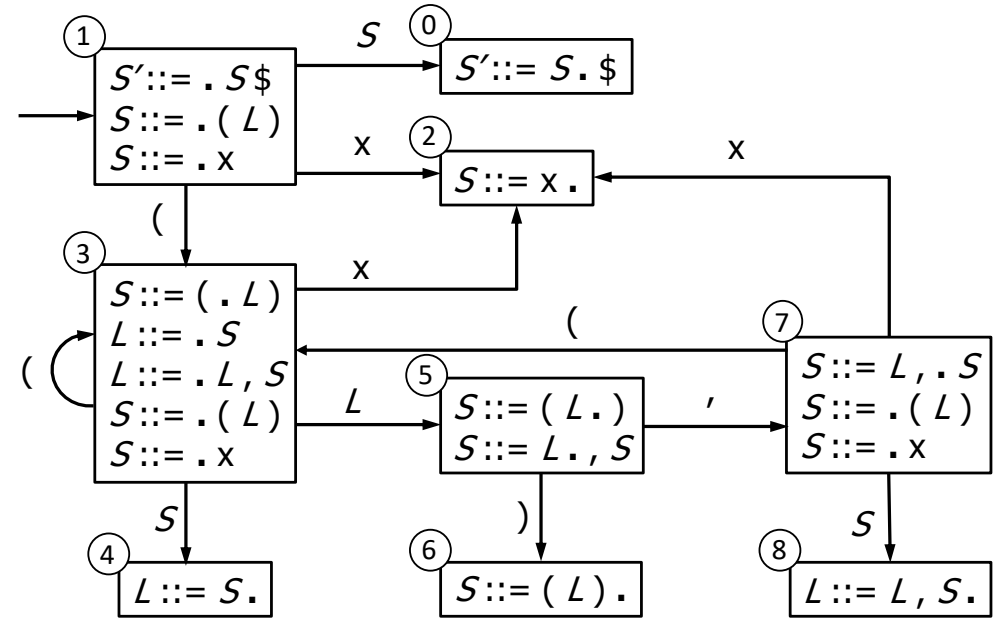 1
S′::= .S$
S::= .(L)
S::= .x
S
0
S′::= S.$
x
2
S::= x.
x
(
3
S::= (.L)
L::= .S
L::= .L,S
S::= .(L)
S::= .x
(
x
(
L
5
S::= (L.)
S::= L.,S
,
7
S::= L,.S
S::= .(L)
S::= .x
S
4
L::= S.
)
6
S::= (L).
S
8
L::= L,S.